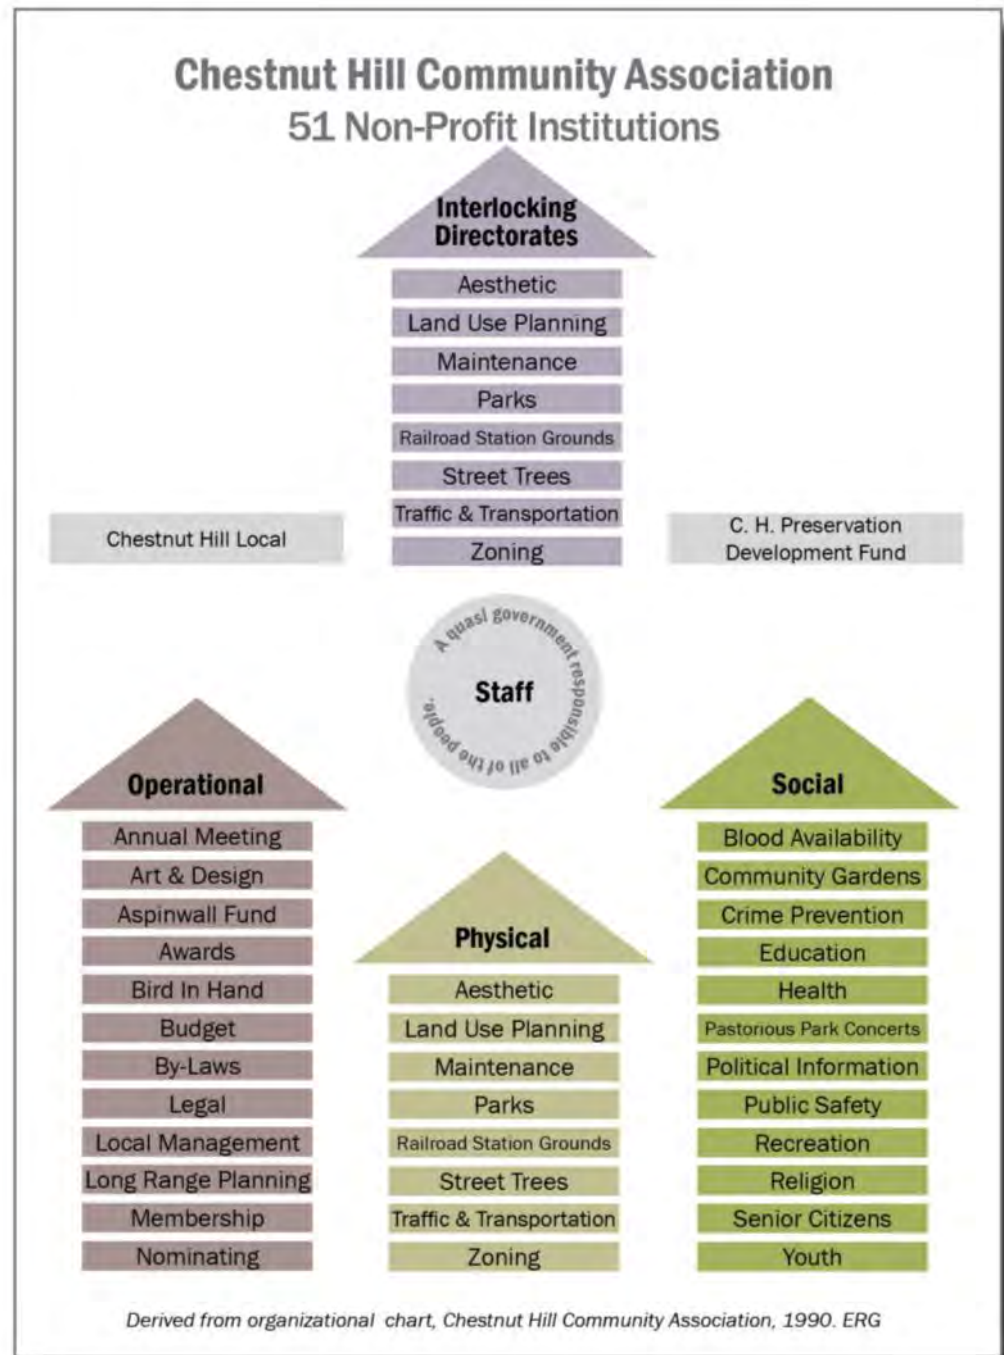 Chestnut Hill Community Association
51 Non-Profit Institutions
Interlocking
Directorates
Aesthetic
Land Use Planning
Maintenance
Parks
Railroad Station Grounds
Street Trees
Traffic & Transportation
Zoning
Chestnut Hill Local
C. H. Preservation
Development Fund
A quasi government responsible to all of the people.
Staff
Operational
Annual Meeting
Art & Design
Aspinwall Fund
Awards
Bird In Hand
Budget
By-Laws
Legal
Local Management
Long Range Planning
Membership
Nominating
Physical
Aesthetic
Land Use Planning
Maintenance
Parks
Railroad Station Grounds
Street Trees
Traffic & Transportation
Zoning
Social
Blood Availability
Community Gardens
Crime Prevention
Education
Health
Pastorious Park Concerts
Political Information
Public Safety
Recreation
Religion
Senior Citizens
Youth
Derived from organizational chart, Chestnut Hill Community Association, 1990. ERG